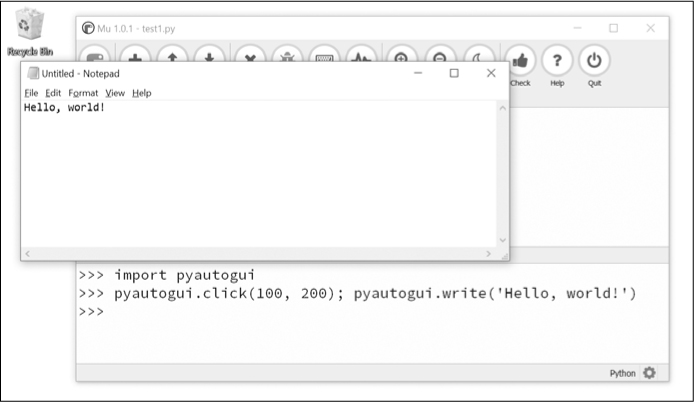 Recycle Bin
Mu 1.0.1 - test1.py
Check Help Quit
Untitled - Notepad
File Edit Format View Help
Hello, world!
>>> import pyautogui
>>> pyautogui.click(100, 200); pyautogui.write('Hello, world!')
>>>
Python